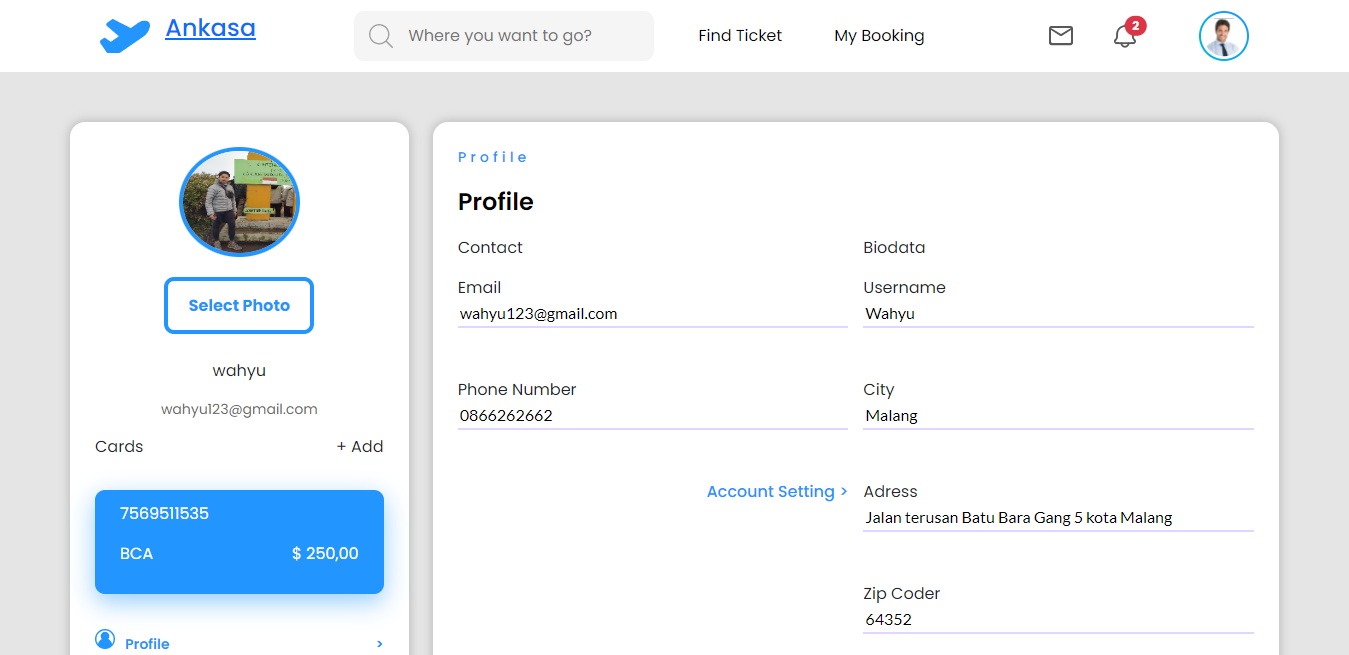 Ankasa
Where you want to go?
Find Ticket
My Booking
2
Select Photo
wahyu
wahyu123@gmail.com
Cards
+ Add
7569511535
BCA
$ 250,00
Profile
>
Profile
Profile
Contact
Email
wahyu123@gmail.com
Phone Number
0866262662
Account Setting >
Biodata
Username
Wahyu
City
Malang
Adress
Jalan terusan Batu Bara Gang 5 kota Malang
Zip Coder
64352